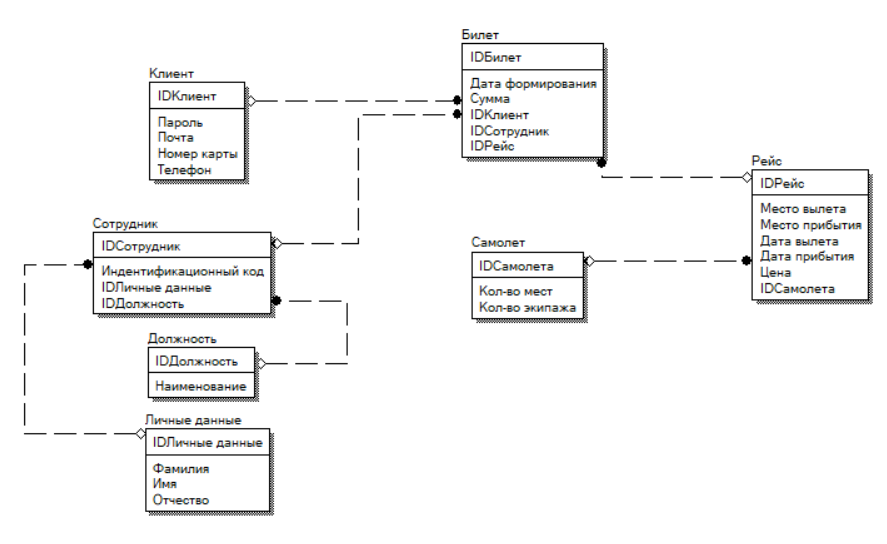 Билет
IDБилет
Дата формирования
Сумма
IDКлиент
IDСотрудник
IDРейс
Клиент
IDКлиент
Пароль
Почта
Номер карты
Телефон
Рейс
IDРейс
Место вылета
Место прибытия
Дата вылета
Дата прибытия
Цена
IDСамолета
Сотрудник
IDСотрудник
Индентификационный код
IDЛичные данные
IDДолжность
Самолет
IDСамолета
Кол-во мест
Кол-во экипажа
Должность
IDДолжность
Наименование
Личные данные
IDЛичные данные
Фамилия
Имя
Отчество